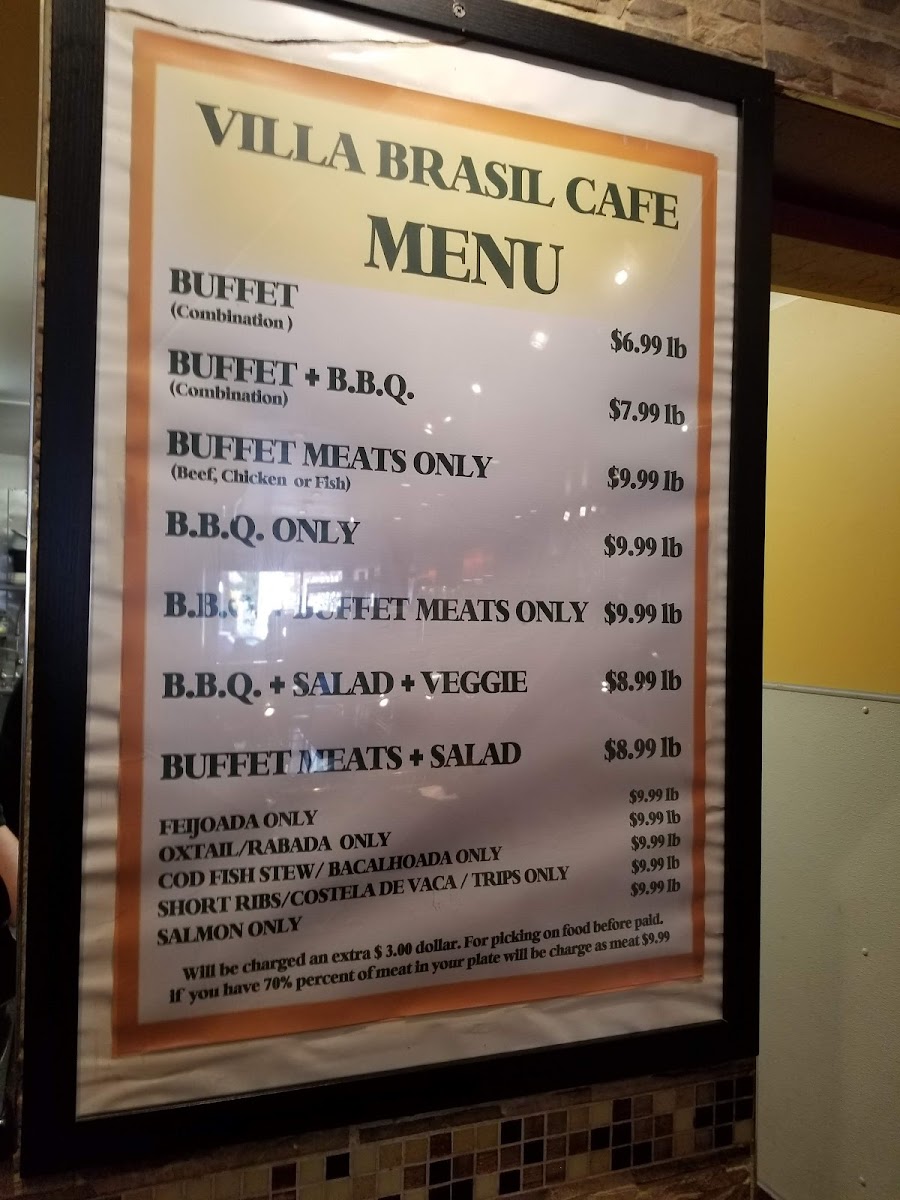 VILLA BRASIL CAFE
MENU
BUFFET
(Combination )
$6.99 lb
BUFFET + B.B.Q.
(Combination)
$7.99 lb
BUFFET MEATS ONLY
(Beef, Chicken or Fish)
$9.99 lb
B.B.Q. ONLY $9.99 lb
B.B.Q. + BUFFET MEATS ONLY $9.99 lb
B.B.Q. + SALAD + VEGGIE $8.99 lb
BUFFET MEATS + SALAD $8.99 lb
FEIJOADA ONLY $9.99 lb
OXTAIL/RABADA ONLY $9.99 lb
COD FISH STEW/ BACALHOADA ONLY $9.99 lb
SHORT RIBS/COSTELA DE VACA / TRIPS ONLY $9.99 lb
SALMON ONLY $9.99 lb
Will be charged an extra $ 3.00 dollar. For picking on food before paid.
If you have 70% percent of meat in your plate will be charge as meat $9.99